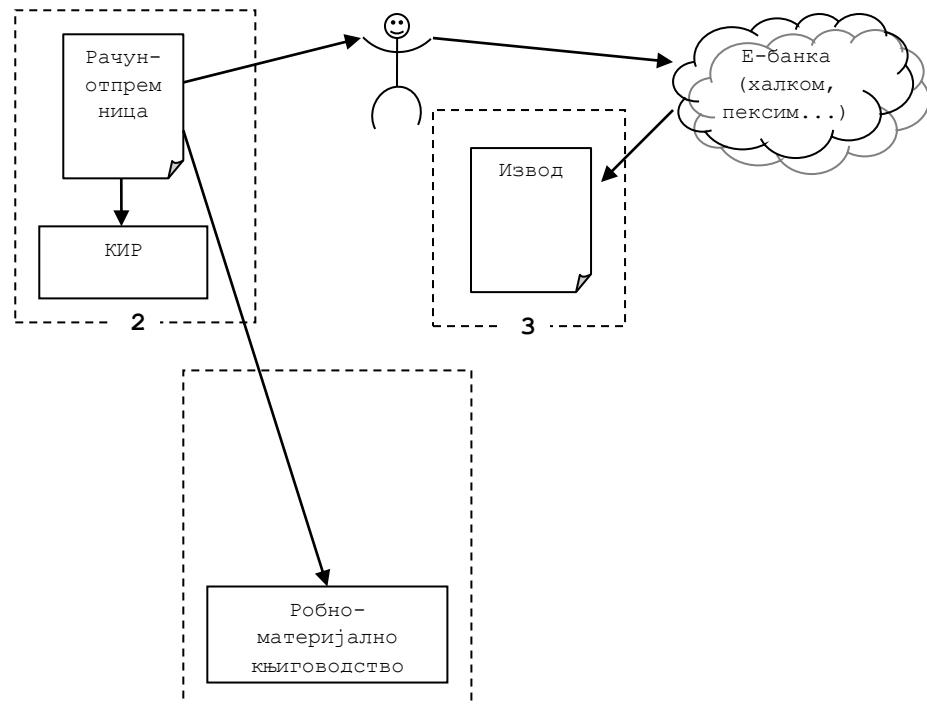 Рачун-
отпрем
ница
КИР
2
Е-банка
(халком,
пексим...)
Извод
3
Робно-
материјално
књиговодство